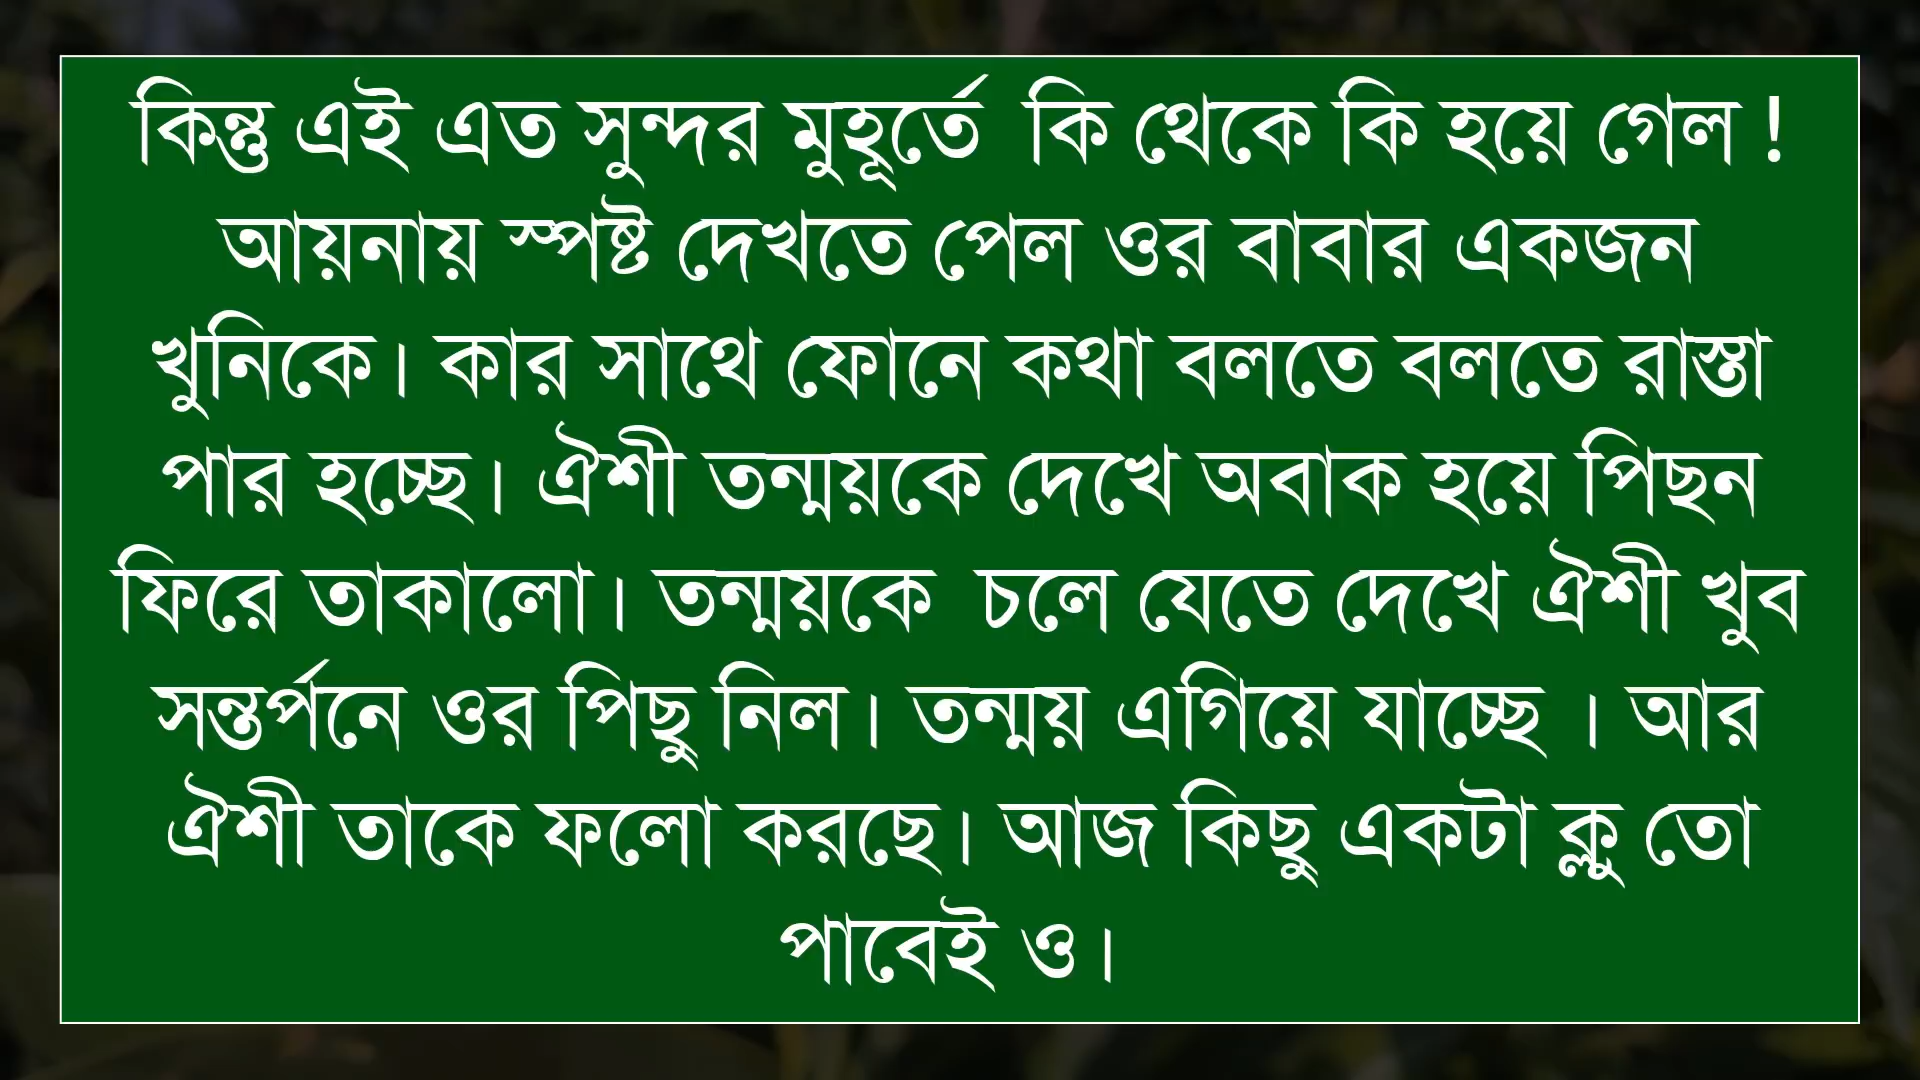 কিন্তু এই এত সুন্দর মুহূর্তে  কি থেকে কি হয়ে গেল !
আয়নায় স্পষ্ট দেখতে পেল ওর বাবার একজন
খুনিকে। কার সাথে ফোনে কথা বলতে বলতে রাস্তা
পার হচ্ছে। ঐশী তন্ময়কে দেখে অবাক হয়ে পিছন
ফিরে তাকালো। তন্ময়কে  চলে যেতে দেখে ঐশী খুব
সন্তর্পনে ওর পিছু নিল। তন্ময় এগিয়ে যাচ্ছে । আর
ঐশী তাকে ফলো করছে। আজ কিছু একটা ক্লু তো
পাবেই ও।